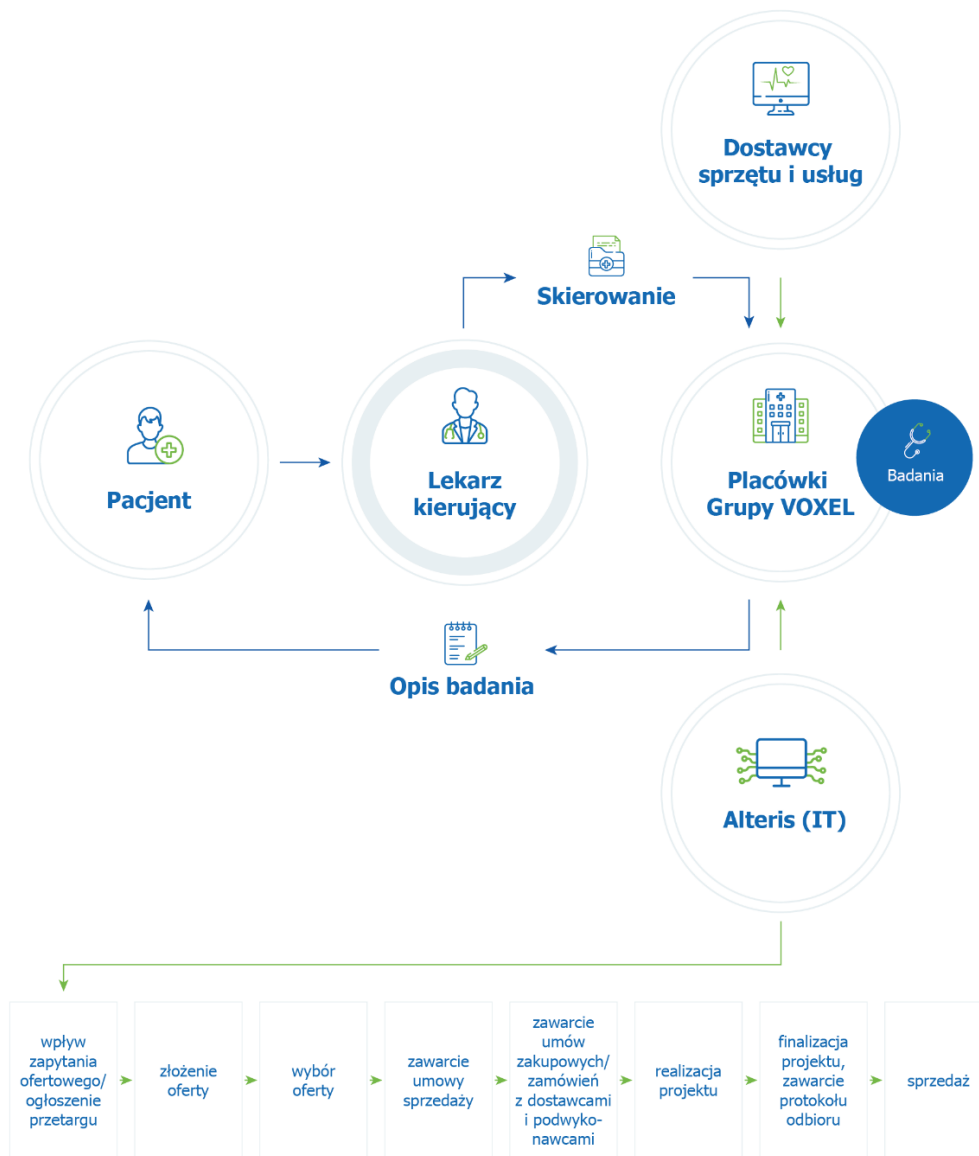 Dostawcy
sprzętu i usług
Skierowanie
Pacjent
Lekarz
kierujący
Placówki
Grupy VOXEL
Badania
Opis badania
Alteris (IT)
wpływ
zapytania
ofertowego/
ogłoszenie
przetargu
złożenie
oferty
wybór
oferty
zawarcie
umowy
sprzedaży
zawarcie
umów
zakupowych/
zamówień
z dostawcami
i podwyko-
nawcami
realizacja
projektu
finalizacja
projektu,
zawarcie
protokołu
odbioru
sprzedaż